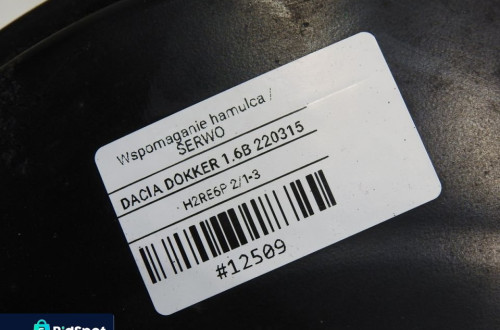 Wspomaganie hamulca /
SERWO
DACIA DOKKER 1.6B 220315
H2RE6P 2/1-3
#12509